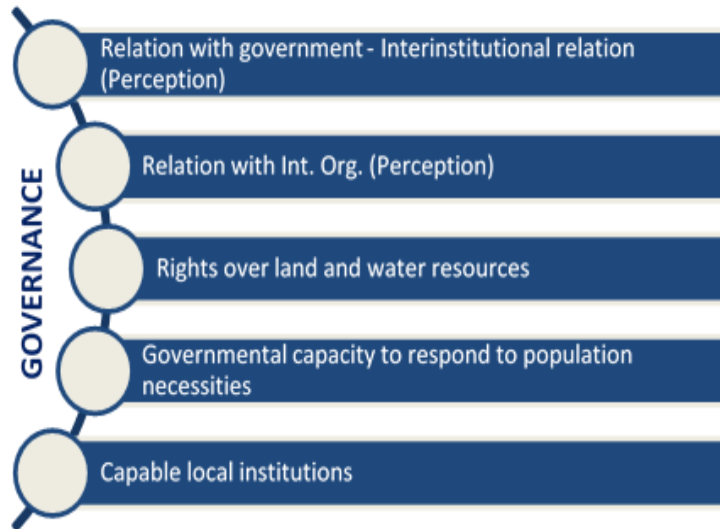 GOVERNANCE
Relation with government - Interinstitutional relation
(Perception)
Relation with Int. Org. (Perception)
Rights over land and water resources
Governmental capacity to respond to population
necessities
Capable local institutions